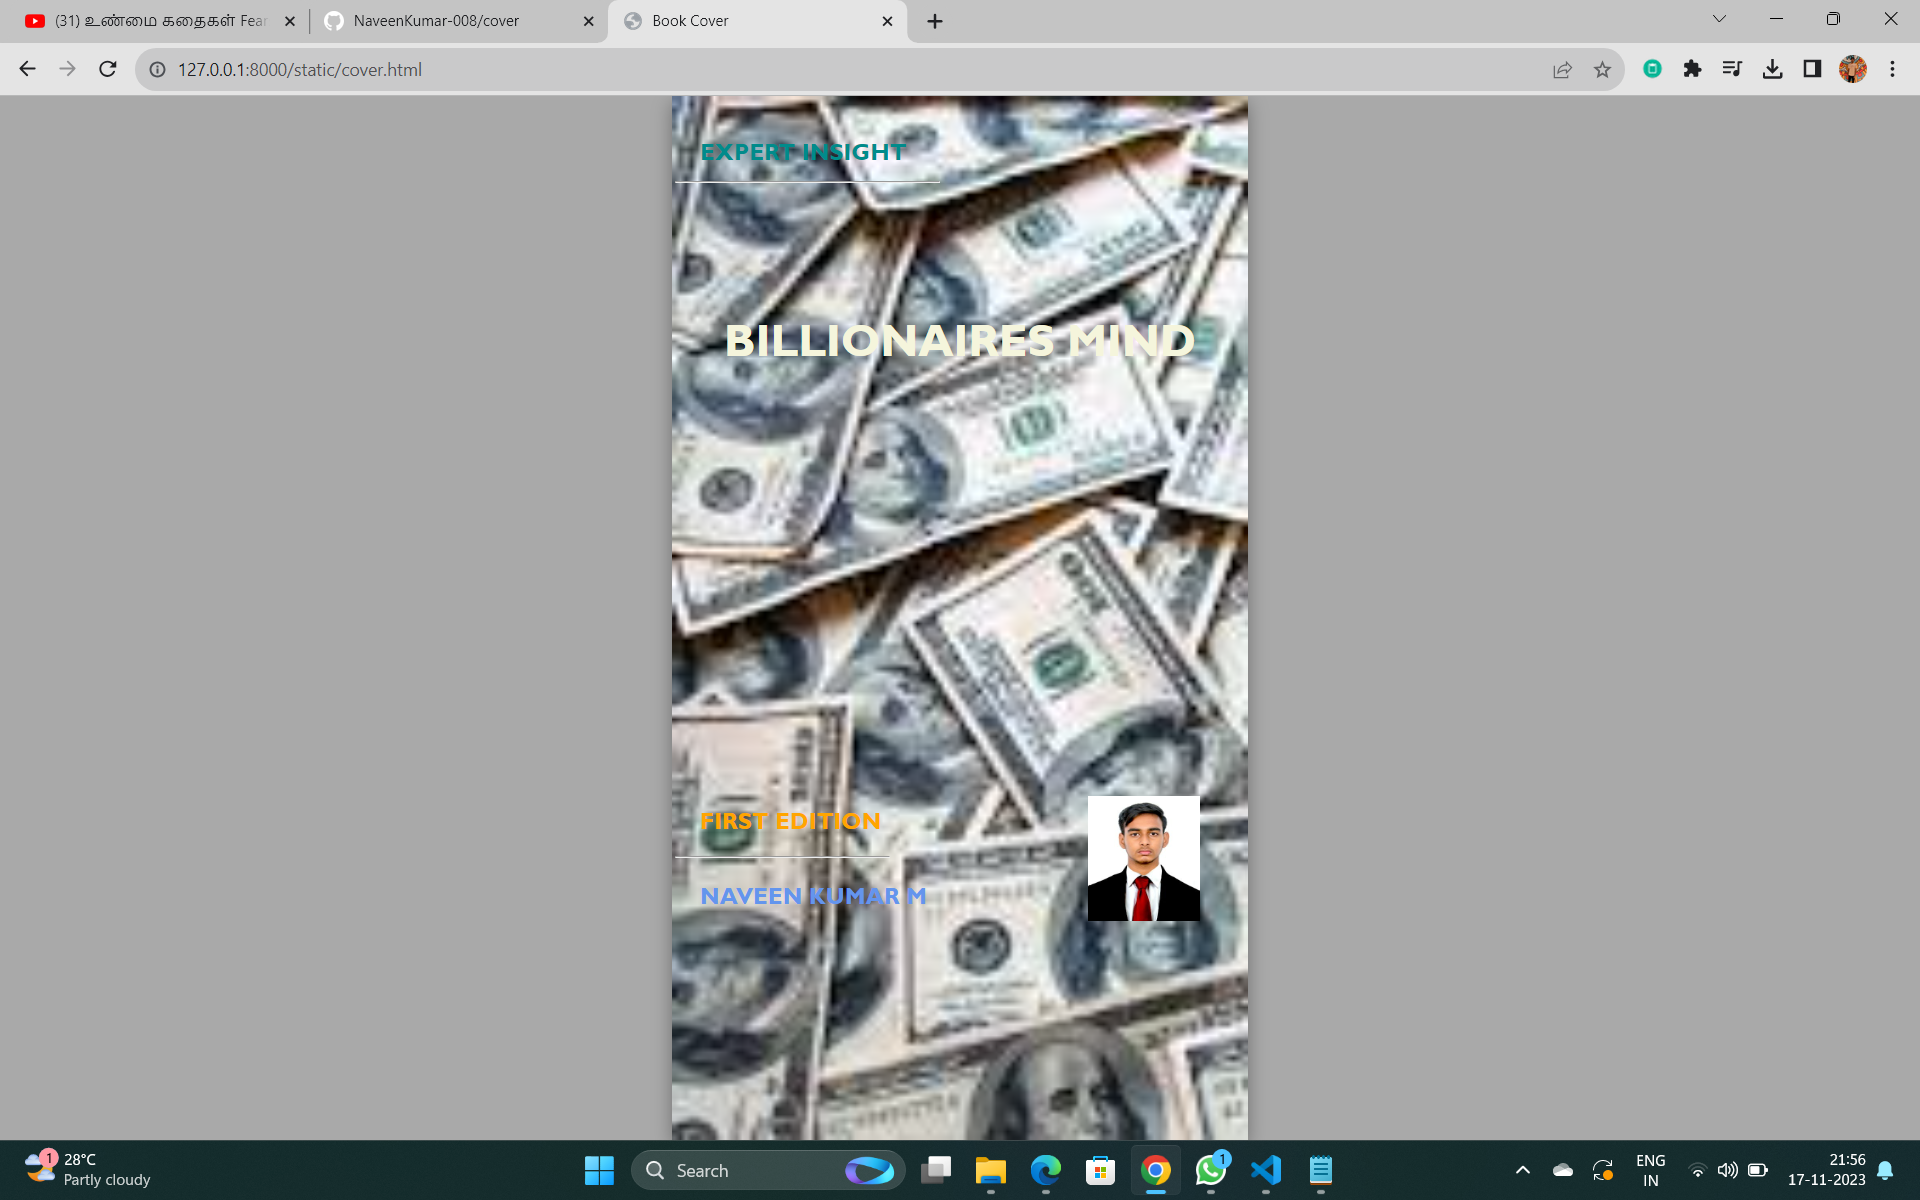 (31) உண்மை கதைகள் Fear
NaveenKumar-008/cover
Book Cover
127.0.0.1:8000/static/cover.html
EXPERT INSIGHT
BILLIONAIRES MIND
FIRST EDITION
NAVEEN KUMAR M
1
28°C
Partly cloudy
Search
1
ENG
IN
21:56
17-11-2023